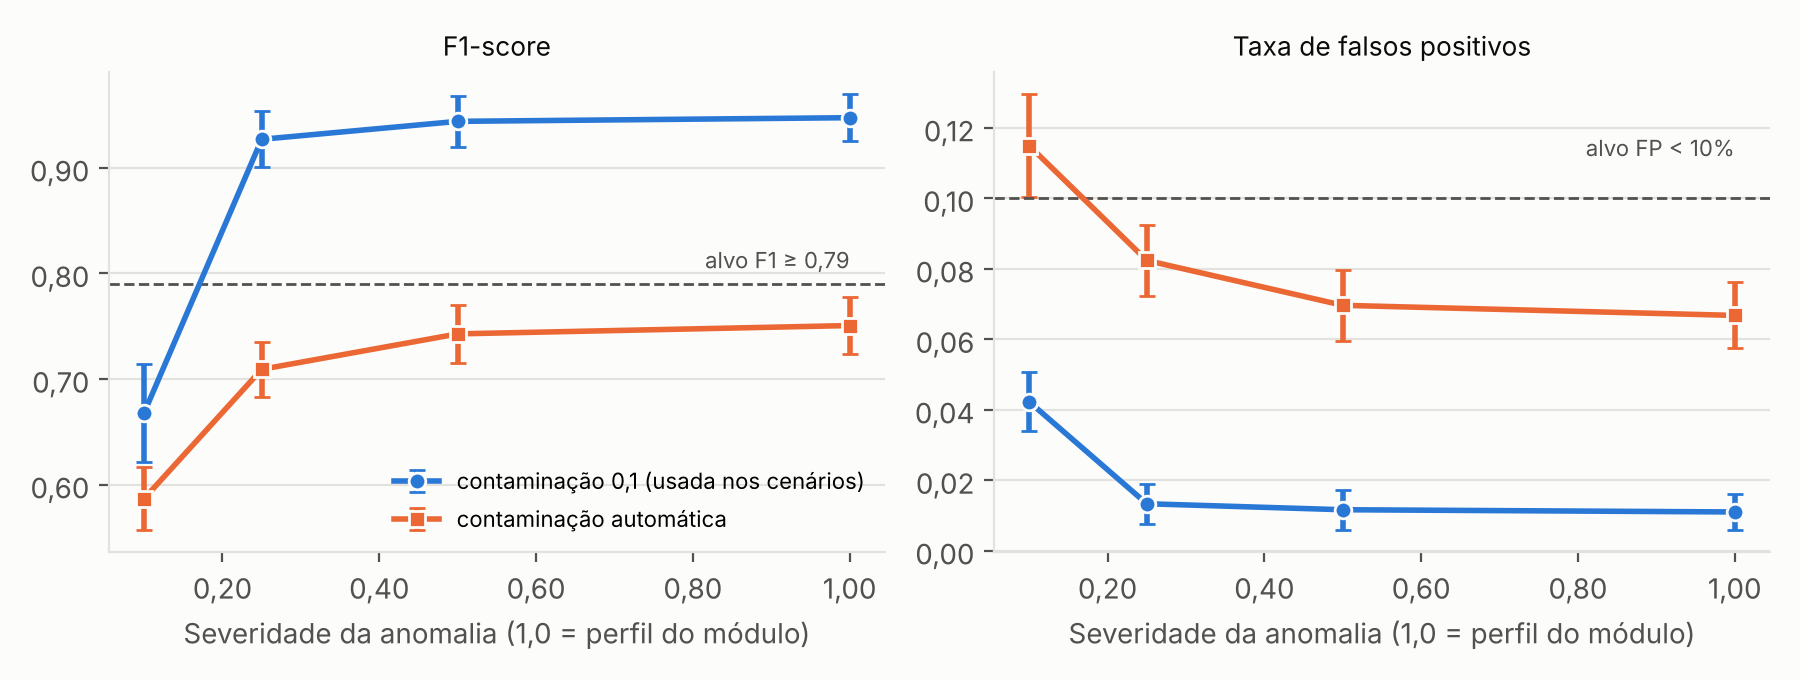 F1-score
0,90
0,80
0,70
0,60
alvo F1 ≥ 0,79
contaminação 0,1 (usada nos cenários)
contaminação automática
0,20 0,40 0,60 0,80 1,00
Severidade da anomalia (1,0 = perfil do módulo)
Taxa de falsos positivos
0,12
0,10
0,08
0,06
0,04
0,02
0,00
alvo FP < 10%
0,20 0,40 0,60 0,80 1,00
Severidade da anomalia (1,0 = perfil do módulo)